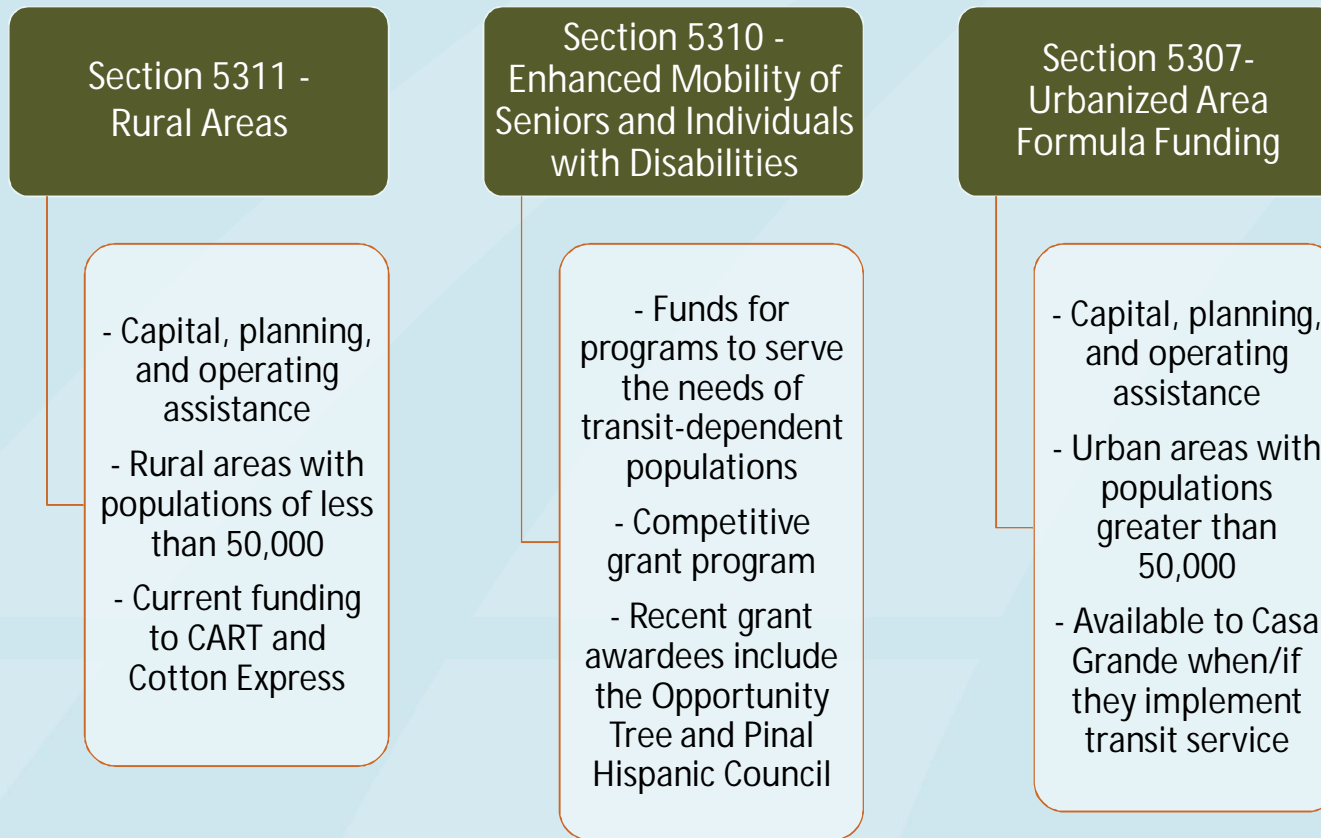 Section 5311 -
Rural Areas
- Capital, planning,
and operating
assistance
- Rural areas with
populations of less
than 50,000
- Current funding
to CART and
Cotton Express
Section 5310 -
Enhanced Mobility of
Seniors and Individuals
with Disabilities
- Funds for
programs to serve
the needs of
transit-dependent
populations
- Competitive
grant program
- Recent grant
awardees include
the Opportunity
Tree and Pinal
Hispanic Council
Section 5307-
Urbanized Area
Formula Funding
- Capital, planning,
and operating
assistance
- Urban areas with
populations
greater than
50,000
- Available to Casa
Grande when/if
they implement
transit service